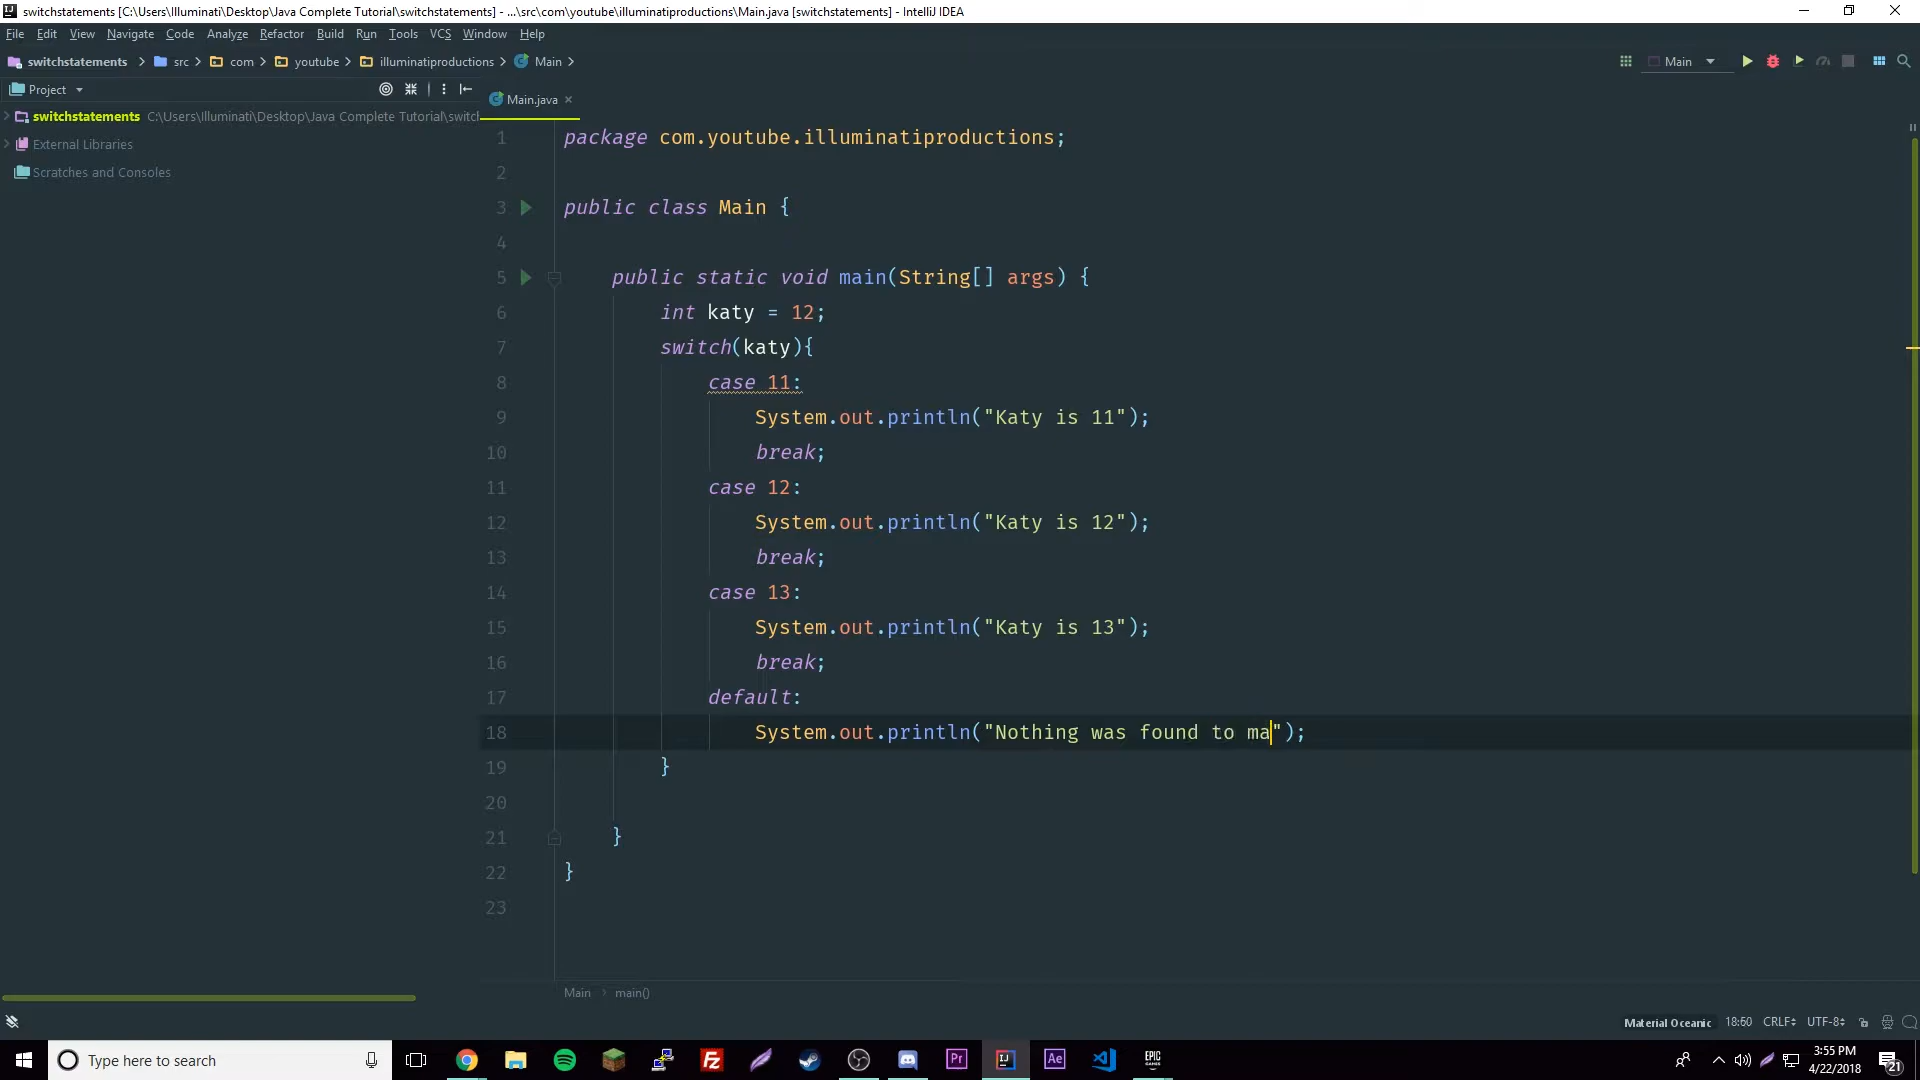 switchstatements [C:\Users\Illuminati\Desktop\Java Complete Tutorial\switchstatements] - ...\src\com\youtube\illuminatiproductions\Main.java [switchstatements] - IntelliJ IDEA
File Edit View Navigate Code Analyze Refactor Build Run Tools VCS Window Help
switchstatements src com youtube illuminatiproductions Main
Main
Project
Main.java
switchstatements C:\Users\Illuminati\Desktop\Java Complete Tutorial\switc
External Libraries
Scratches and Consoles
1 package com.youtube.illuminatiproductions;
2
3 public class Main {
4
5 public static void main(String[] args) {
6 int katy = 12;
7 switch(katy){
8 case 11:
9 System.out.println("Katy is 11");
10 break;
11 case 12:
12 System.out.println("Katy is 12");
13 break;
14 case 13:
15 System.out.println("Katy is 13");
16 break;
17 default:
18 System.out.println("Nothing was found to ma");
19 }
20
21 }
22 }
23
Main main()
Material Oceanic 18:60 CRLF UTF-8
Type here to search
Pr
IJ
Ae
EPIC GAMES
3:55 PM
4/22/2018
21